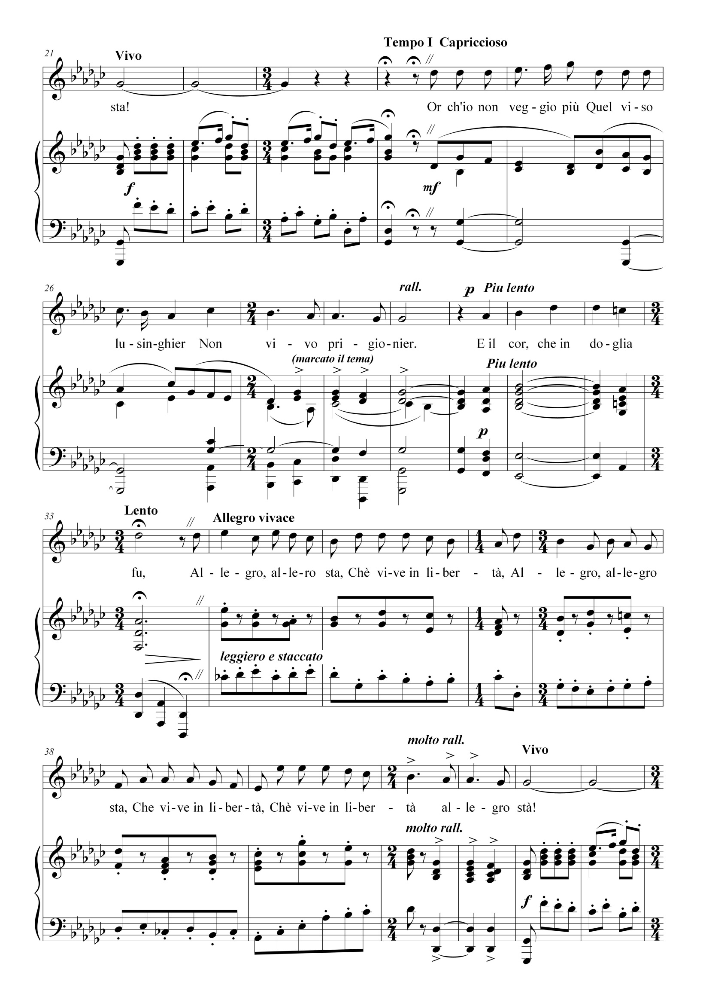 Tempo I  Capriccioso
21
Vivo
sta! Or ch'io non veg - gio più Quel vi - so
f
mf
26
rall.
p Piu lento
lu - sin - ghier Non vi - vo pri - gio - nier. E il cor, che in do - glia
(marcato il tema)
Piu lento
p
33
Lento
Allegro vivace
fu, Al - le - gro, al - le - ro sta, Chè vi - ve in li - ber - tà, Al - le - gro, al - le - gro
leggiero e staccato
38
molto rall.
Vivo
sta, Che vi - ve in li - ber - tà, Chè vi - ve in li - ber - tà al - le - gro stà!
molto rall.
f